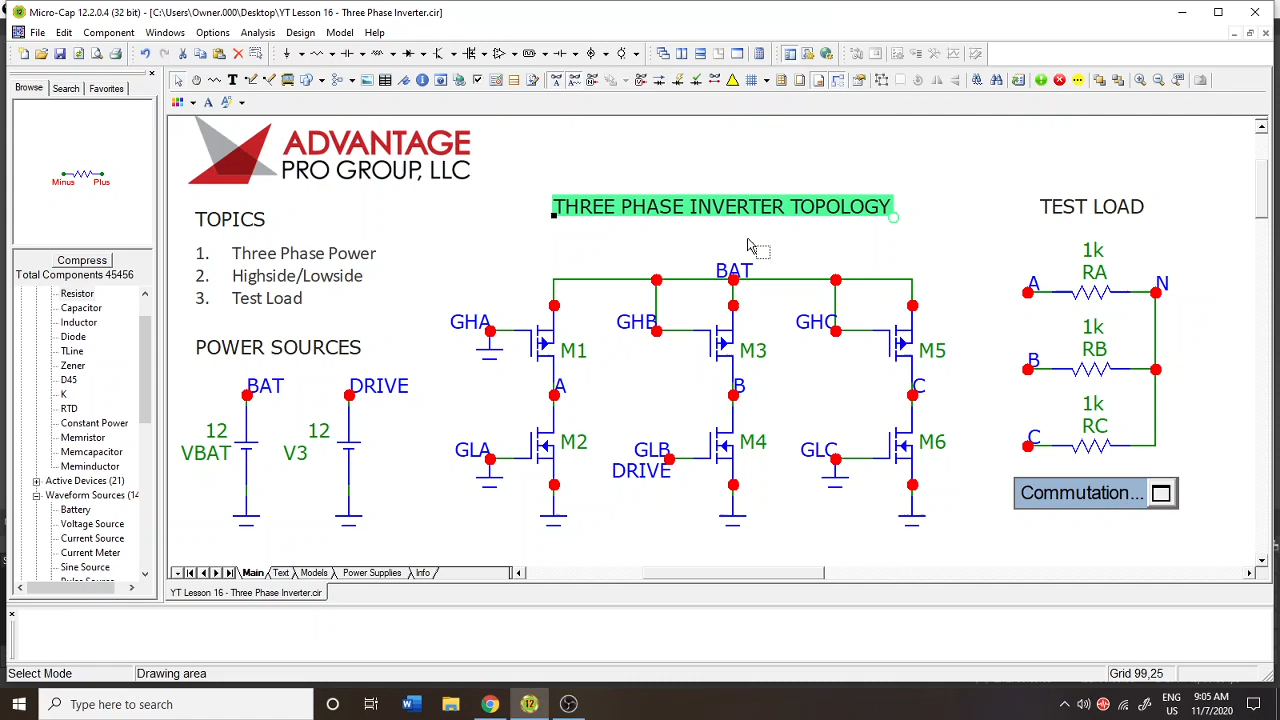 Micro-Cap 12.2.0.4 (32 bit) - [C:\Users\Owner.000\Desktop\YT Lesson 16 - Three Phase Inverter.cir]
File Edit Component Windows Options Analysis Design Model Help
Browse Search Favorites
Minus Plus
Compress
Total Components 45456
Resistor
Capacitor
Inductor
Diode
TLine
Zener
D45
K
RTD
Constant Power
Memristor
Memcapacitor
Meminductor
Active Devices (21)
Waveform Sources (14
Battery
Voltage Source
Current Source
Current Meter
Sine Source
ADVANTAGE
PRO GROUP, LLC
TOPICS
1. Three Phase Power
2. Highside/Lowside
3. Test Load
POWER SOURCES
BAT DRIVE
12 12
VBAT V3
THREE PHASE INVERTER TOPOLOGY
BAT
GHA GHB GHC
M1 M3 M5
A B C
GLA GLB GLC
DRIVE
M2 M4 M6
TEST LOAD
1k
RA
A N
1k
RB
B
1k
RC
C
Commutation...
Main Text Models Power Supplies Info
YT Lesson 16 - Three Phase Inverter.cir
Select Mode Drawing area Grid 99,25
Type here to search
12
ENG
US
9:05 AM
11/7/2020